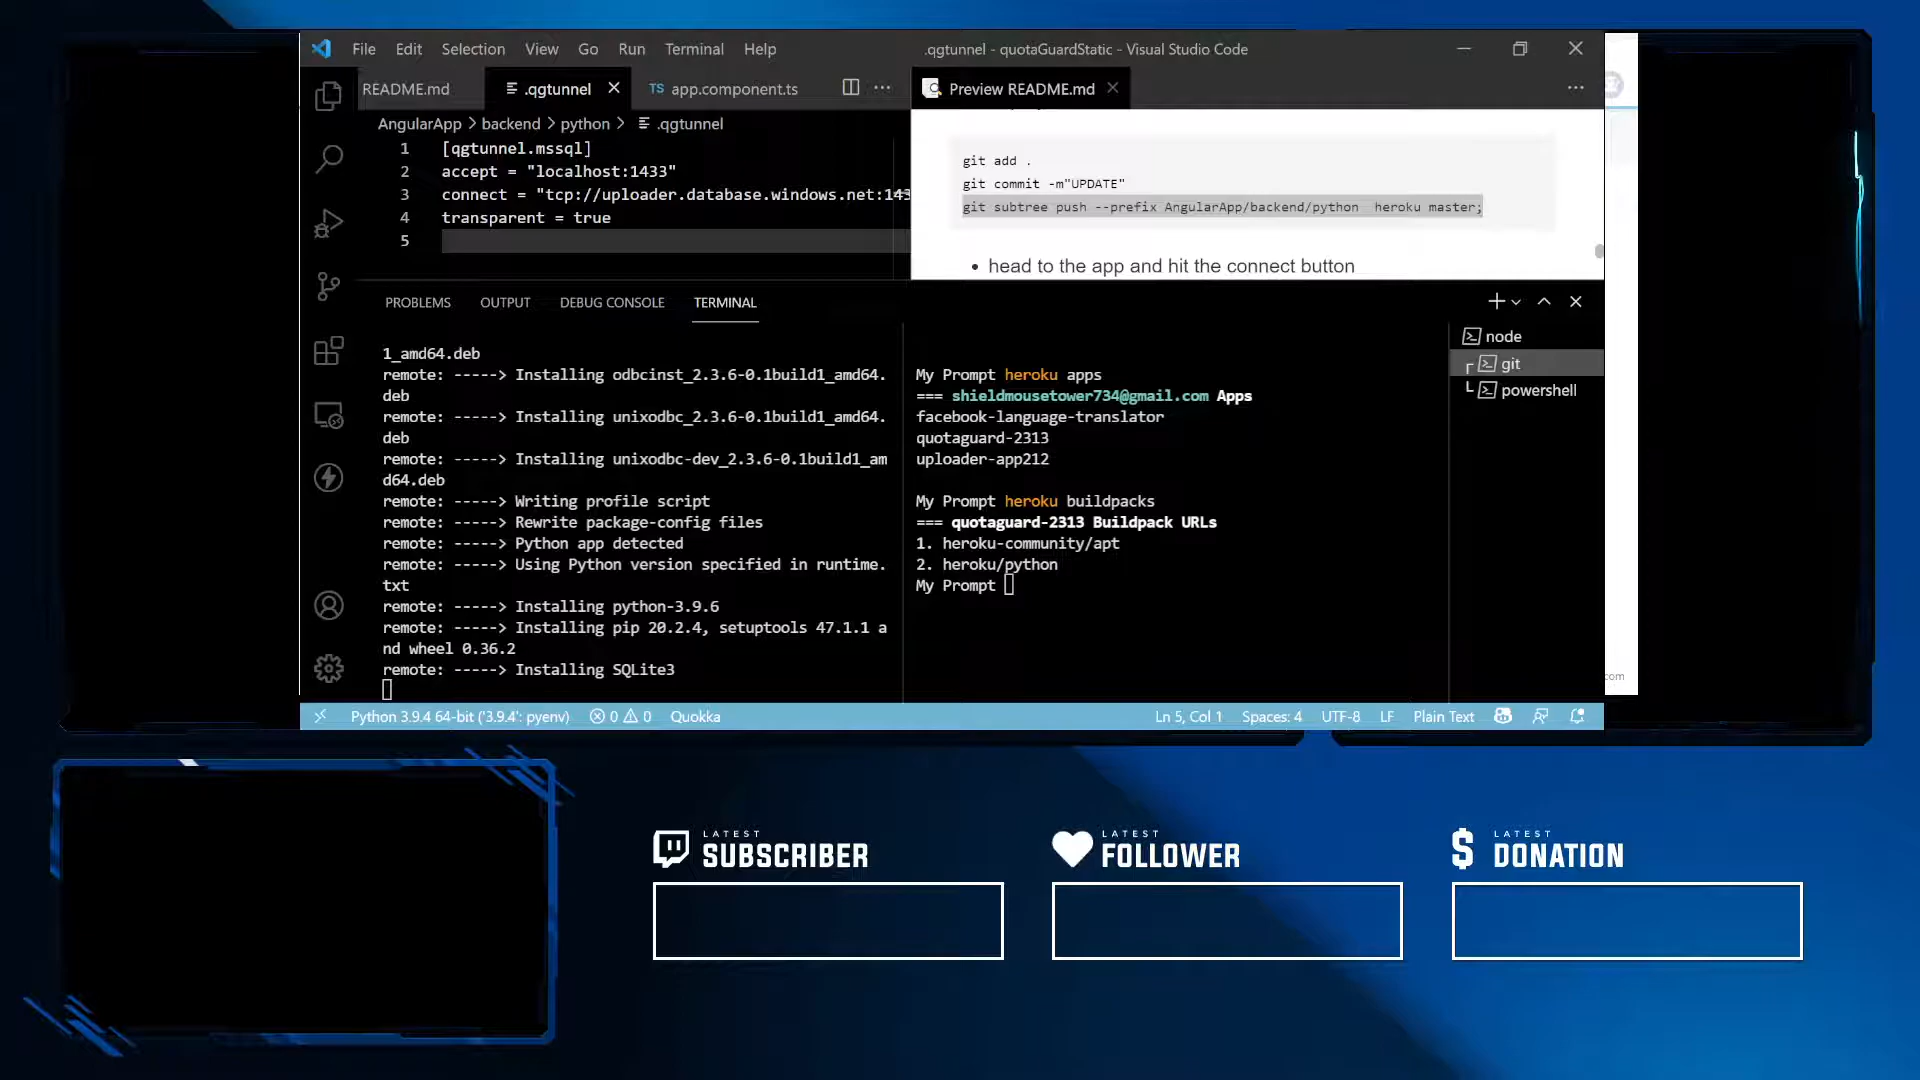 File Edit Selection View Go Run Terminal Help
.qgtunnel - quotaGuardStatic - Visual Studio Code
README.md
.qgtunnel
TS app.component.ts
Preview README.md
AngularApp > backend > python > .qgtunnel
1 [qgtunnel.mssql]
2 accept = "localhost:1433"
3 connect = "tcp://uploader.database.windows.net:143
4 transparent = true
5
git add .
git commit -m"UPDATE"
git subtree push --prefix AngularApp/backend/python heroku master;
• head to the app and hit the connect button
PROBLEMS OUTPUT DEBUG CONSOLE TERMINAL
1_amd64.deb
remote: -----> Installing odbcinst_2.3.6-0.1build1_amd64.
deb
remote: -----> Installing unixodbc_2.3.6-0.1build1_amd64.
deb
remote: -----> Installing unixodbc-dev_2.3.6-0.1build1_am
d64.deb
remote: -----> Writing profile script
remote: -----> Rewrite package-config files
remote: -----> Python app detected
remote: -----> Using Python version specified in runtime.
txt
remote: -----> Installing python-3.9.6
remote: -----> Installing pip 20.2.4, setuptools 47.1.1 a
nd wheel 0.36.2
remote: -----> Installing SQLite3
My Prompt heroku apps
=== shieldmousetower734@gmail.com Apps
facebook-language-translator
quotaguard-2313
uploader-app212
My Prompt heroku buildpacks
=== quotaguard-2313 Buildpack URLs
1. heroku-community/apt
2. heroku/python
My Prompt
node
git
powershell
com
Python 3.9.4 64-bit ('3.9.4': pyenv) 0 0 Quokka
Ln 5, Col 1 Spaces: 4 UTF-8 LF Plain Text
LATEST
SUBSCRIBER
LATEST
FOLLOWER
LATEST
DONATION